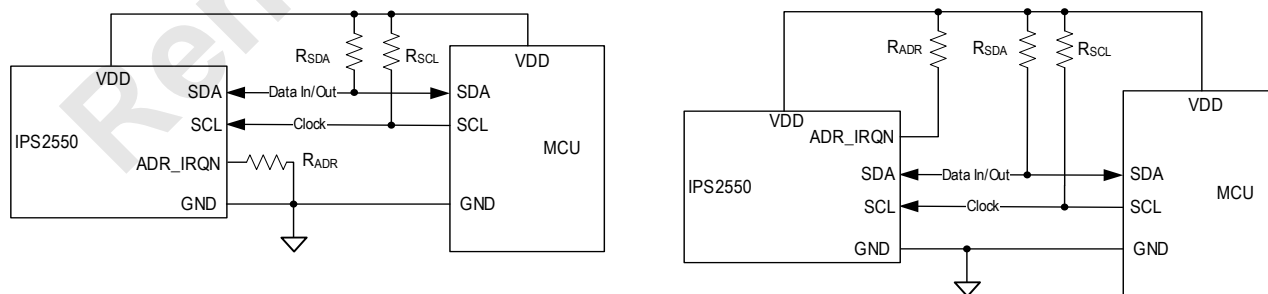 Ren
VDD
IPS2550
SDA
SCL
ADR_IRQN
GND
RSDA
RSCL
Data In/Out
Clock
RADR
VDD
SDA
SCL
MCU
GND
VDD
IPS2550
ADR_IRQN
SDA
SCL
GND
RADR
RSDA
RSCL
Data In/Out
Clock
VDD
SDA
MCU
SCL
GND